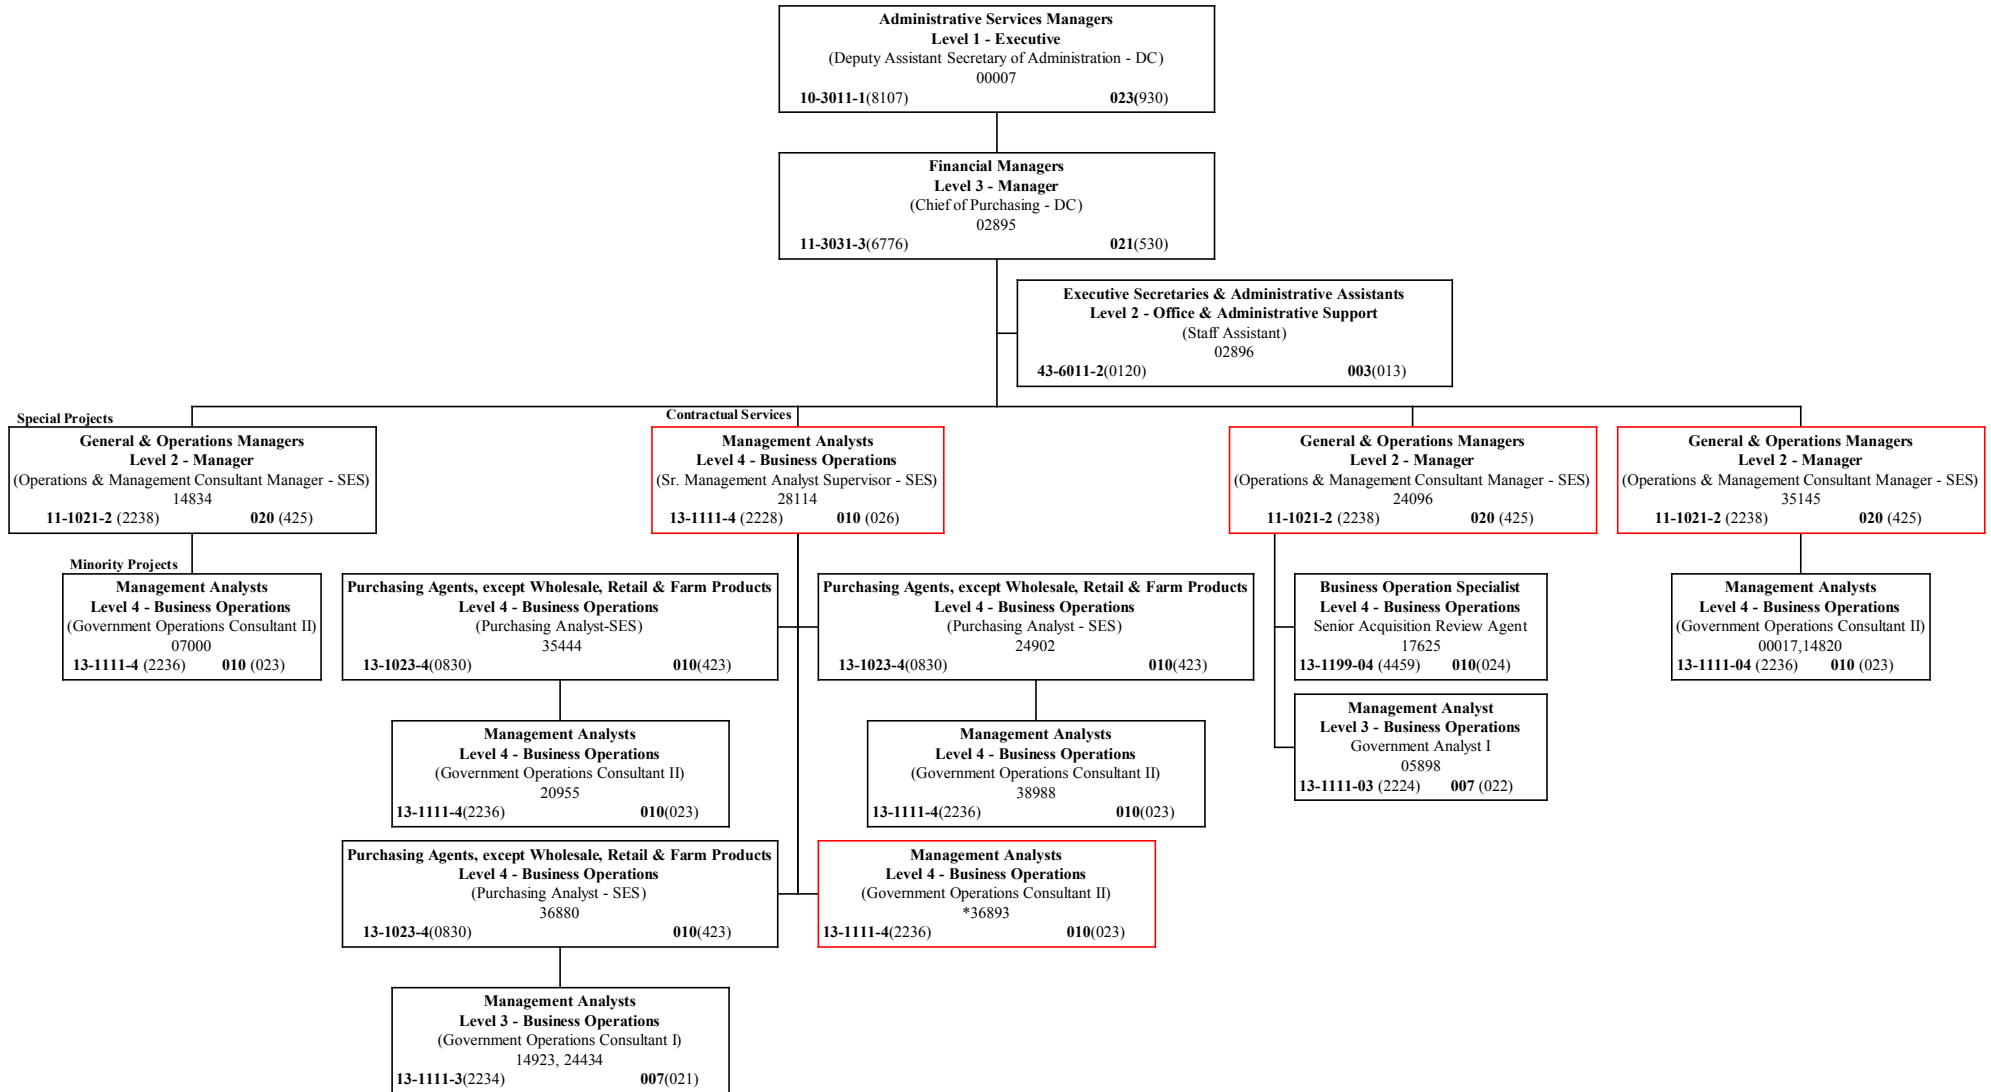 Administrative Services Managers
Level 1 - Executive
(Deputy Assistant Secretary of Administration - DC)
00007
10-3011-1(8107) 023(930)
Financial Managers
Level 3 - Manager
(Chief of Purchasing - DC)
02895
11-3031-3(6776) 021(530)
Executive Secretaries & Administrative Assistants
Level 2 - Office & Administrative Support
(Staff Assistant)
02896
43-6011-2(0120) 003(013)
Special Projects
General & Operations Managers
Level 2 - Manager
(Operations & Management Consultant Manager - SES)
14834
11-1021-2 (2238) 020 (425)
Contractual Services
Management Analysts
Level 4 - Business Operations
(Sr. Management Analyst Supervisor - SES)
28114
13-1111-4 (2228) 010 (026)
General & Operations Managers
Level 2 - Manager
(Operations & Management Consultant Manager - SES)
24096
11-1021-2 (2238) 020 (425)
General & Operations Managers
Level 2 - Manager
(Operations & Management Consultant Manager - SES)
35145
11-1021-2 (2238) 020 (425)
Minority Projects
Management Analysts
Level 4 - Business Operations
(Government Operations Consultant II)
07000
13-1111-4 (2236) 010 (023)
Purchasing Agents, except Wholesale, Retail & Farm Products
Level 4 - Business Operations
(Purchasing Analyst-SES)
35444
13-1023-4(0830) 010(423)
Purchasing Agents, except Wholesale, Retail & Farm Products
Level 4 - Business Operations
(Purchasing Analyst - SES)
24902
13-1023-4(0830) 010(423)
Business Operation Specialist
Level 4 - Business Operations
Senior Acquisition Review Agent
17625
13-1199-04 (4459) 010(024)
Management Analysts
Level 4 - Business Operations
(Government Operations Consultant II)
00017,14820
13-1111-04 (2236) 010 (023)
Management Analysts
Level 4 - Business Operations
(Government Operations Consultant II)
20955
13-1111-4(2236) 010(023)
Management Analysts
Level 4 - Business Operations
(Government Operations Consultant II)
38988
13-1111-4(2236) 010(023)
Management Analyst
Level 3 - Business Operations
Government Analyst I
05898
13-1111-03 (2224) 007 (022)
Purchasing Agents, except Wholesale, Retail & Farm Products
Level 4 - Business Operations
(Purchasing Analyst - SES)
36880
13-1023-4(0830) 010(423)
Management Analysts
Level 4 - Business Operations
(Government Operations Consultant II)
*36893
13-1111-4(2236) 010(023)
Management Analysts
Level 3 - Business Operations
(Government Operations Consultant I)
14923, 24434
13-1111-3(2234) 007(021)